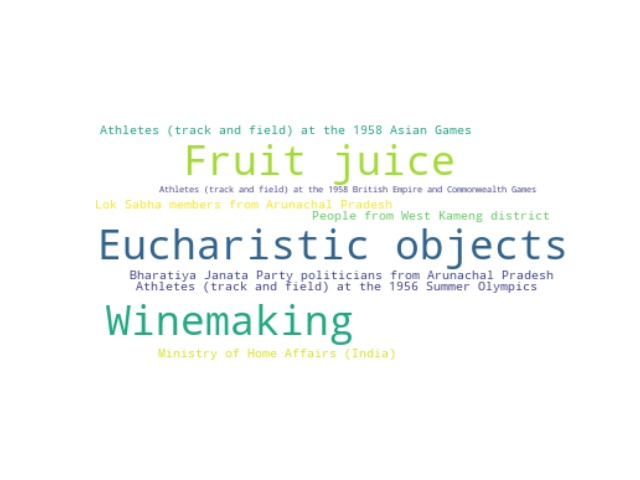 Athletes (track and field) at the 1958 Asian Games
Fruit juice
Athletes (track and field) at the 1958 British Empire and Commonwealth Games
Lok Sabha members from Arunachal Pradesh
People from West Kameng district
Eucharistic objects
Bharatiya Janata Party politicians from Arunachal Pradesh
Athletes (track and field) at the 1956 Summer Olympics
Winemaking
Ministry of Home Affairs (India)